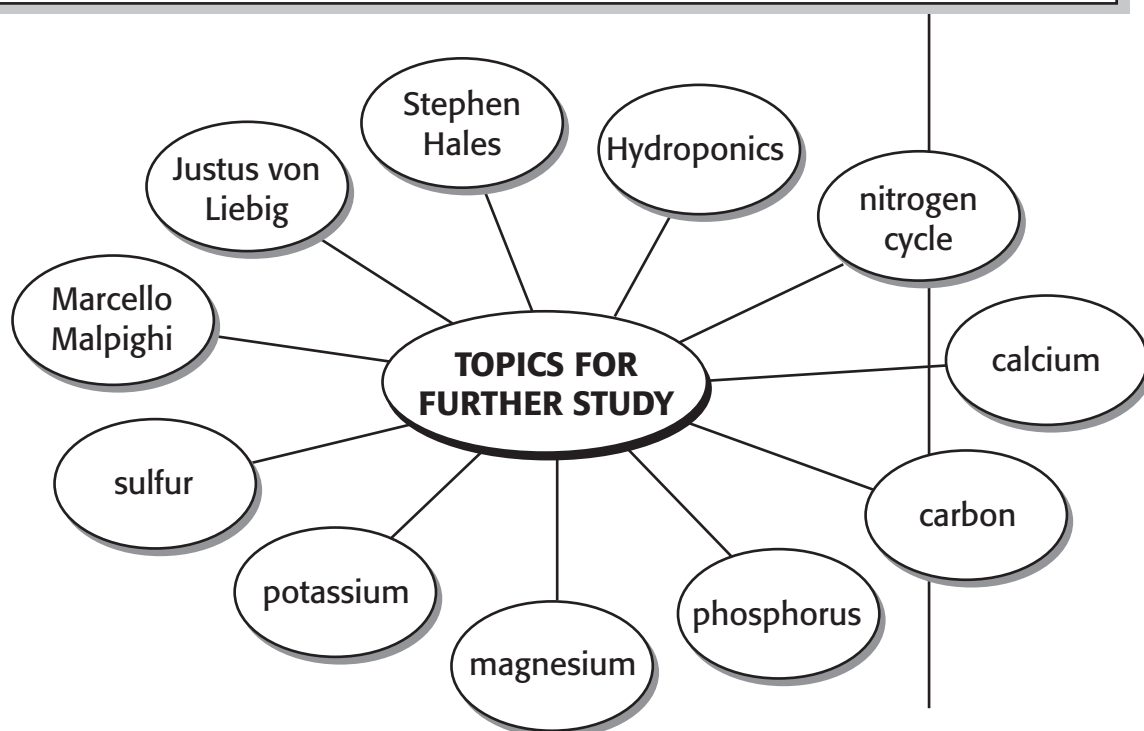 Stephen
Hales
Hydroponics
Justus von
Liebig
nitrogen
cycle
Marcello
Malpighi
TOPICS FOR
FURTHER STUDY
calcium
sulfur
carbon
potassium
phosphorus
magnesium